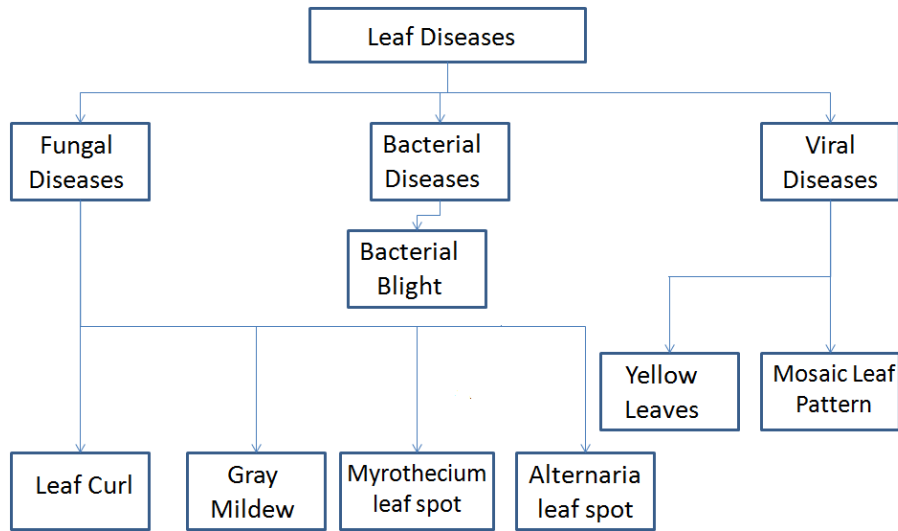 Leaf Diseases
Fungal
Diseases
Bacterial
Diseases
Viral
Diseases
Bacterial
Blight
Yellow
Leaves
Mosaic Leaf
Pattern
Leaf Curl
Gray
Mildew
Myrothecium
leaf spot
Alternaria
leaf spot